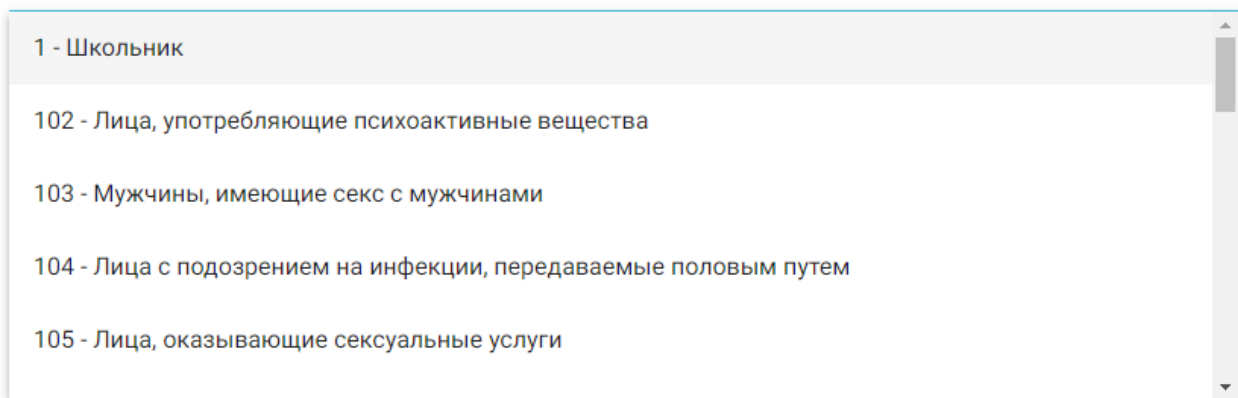 1 - Школьник
102 - Лица, употребляющие психоактивные вещества
103 - Мужчины, имеющие секс с мужчинами
104 - Лица с подозрением на инфекции, передаваемые половым путем
105 - Лица, оказывающие сексуальные услуги